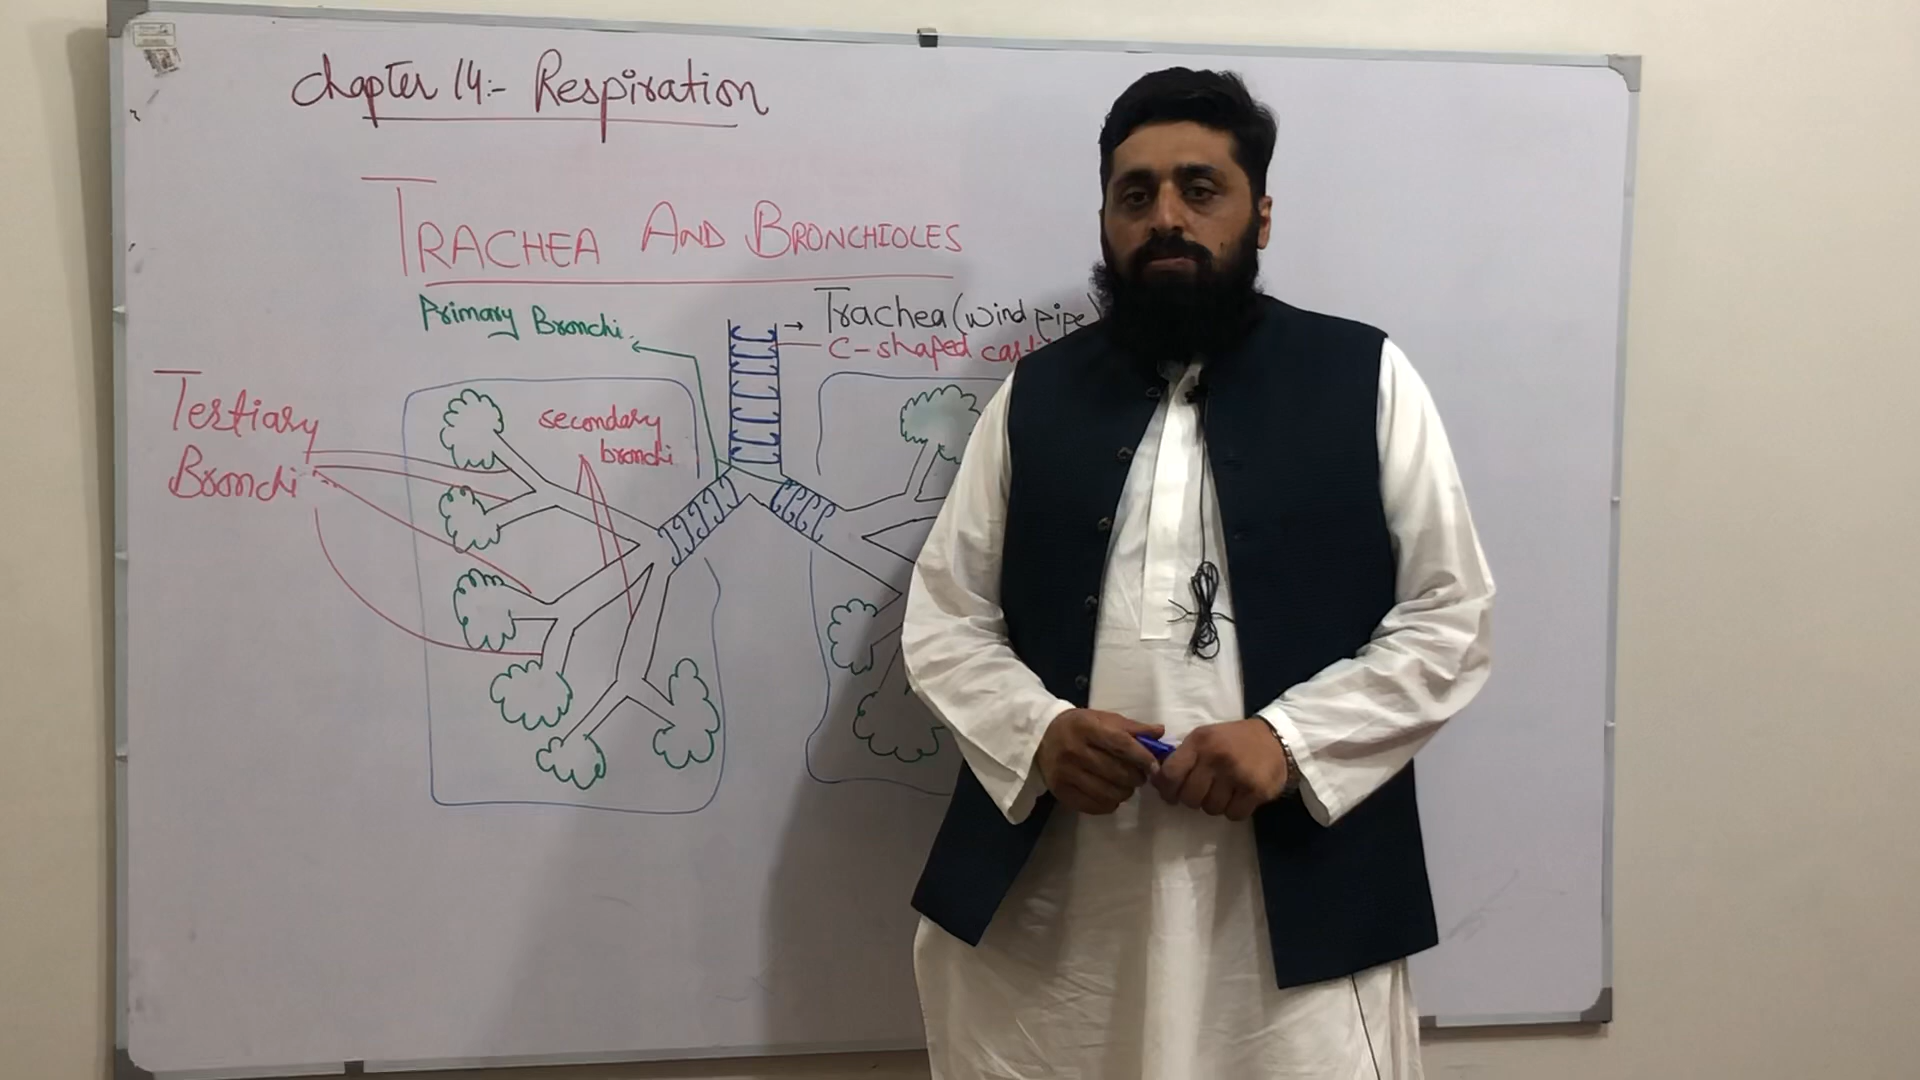 Chapter 14:- Respiration
TRACHEA AND BRONCHIOLES
Primary Bronchi
Trachea (wind pipe)
C-shaped
Tertiary
Bronchi
secondary
bronchi